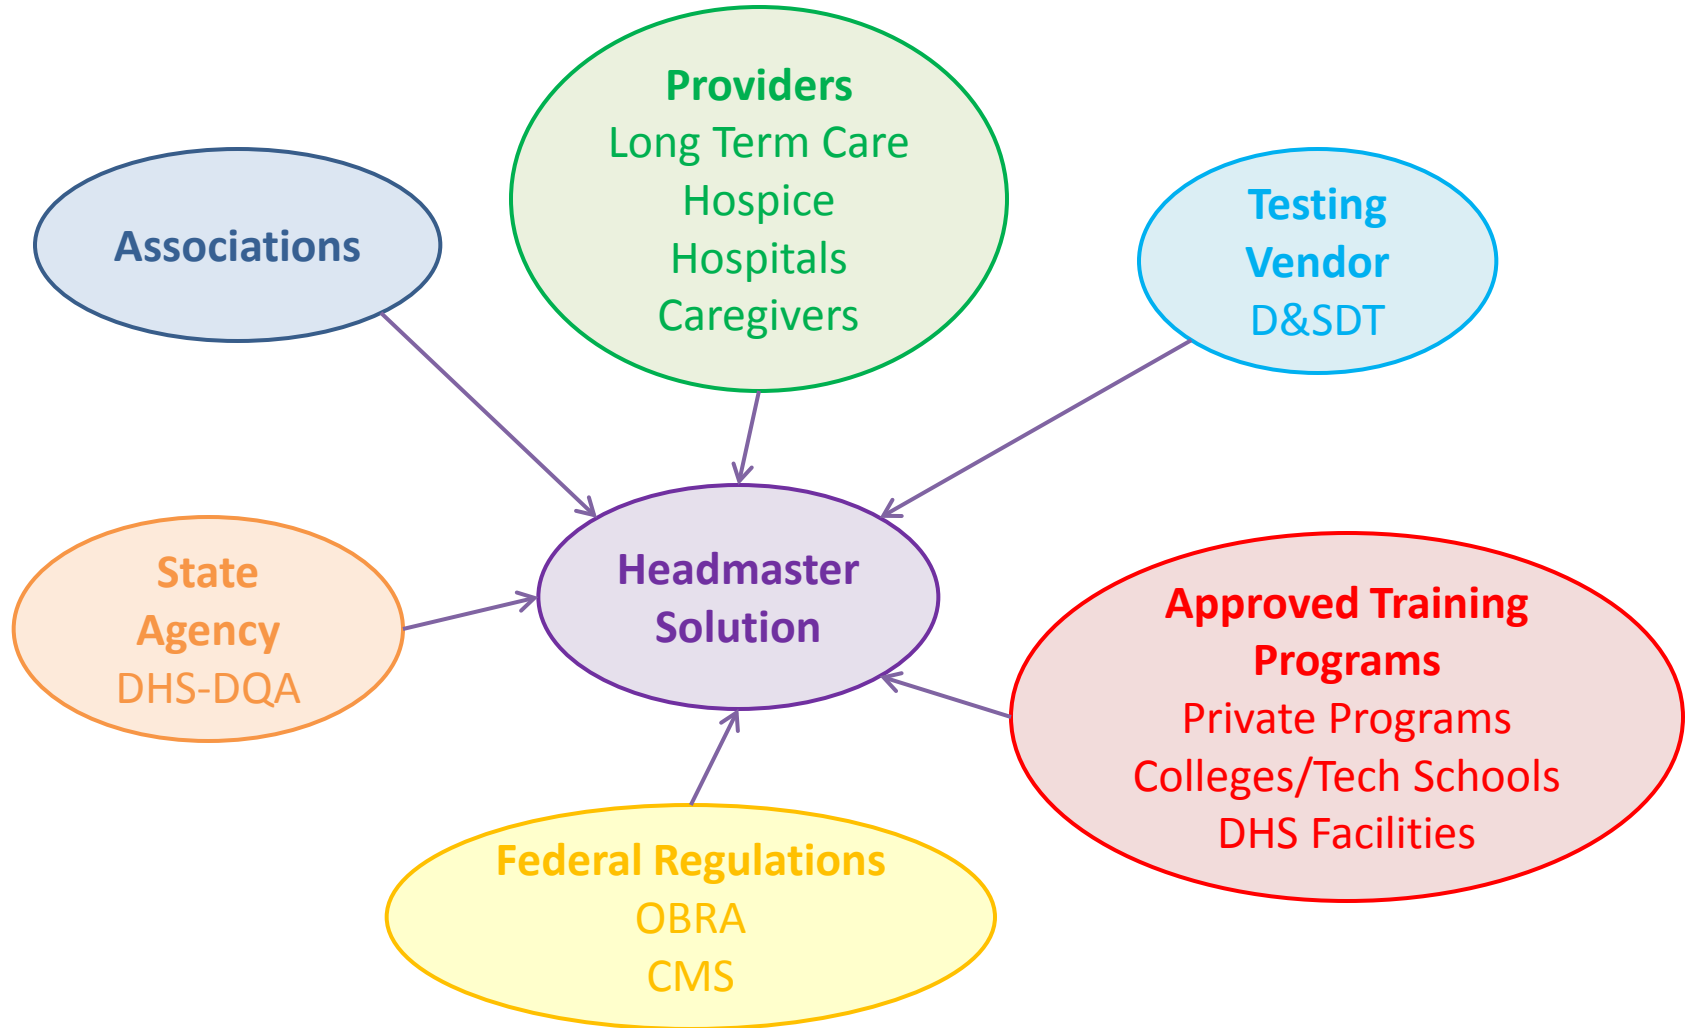 Providers
Long Term Care
Hospice
Hospitals
Caregivers
Associations
Testing
Vendor
D&SDT
State
Agency
DHS-DQA
Headmaster
Solution
Approved Training
Programs
Private Programs
Colleges/Tech Schools
DHS Facilities
Federal Regulations
OBRA
CMS